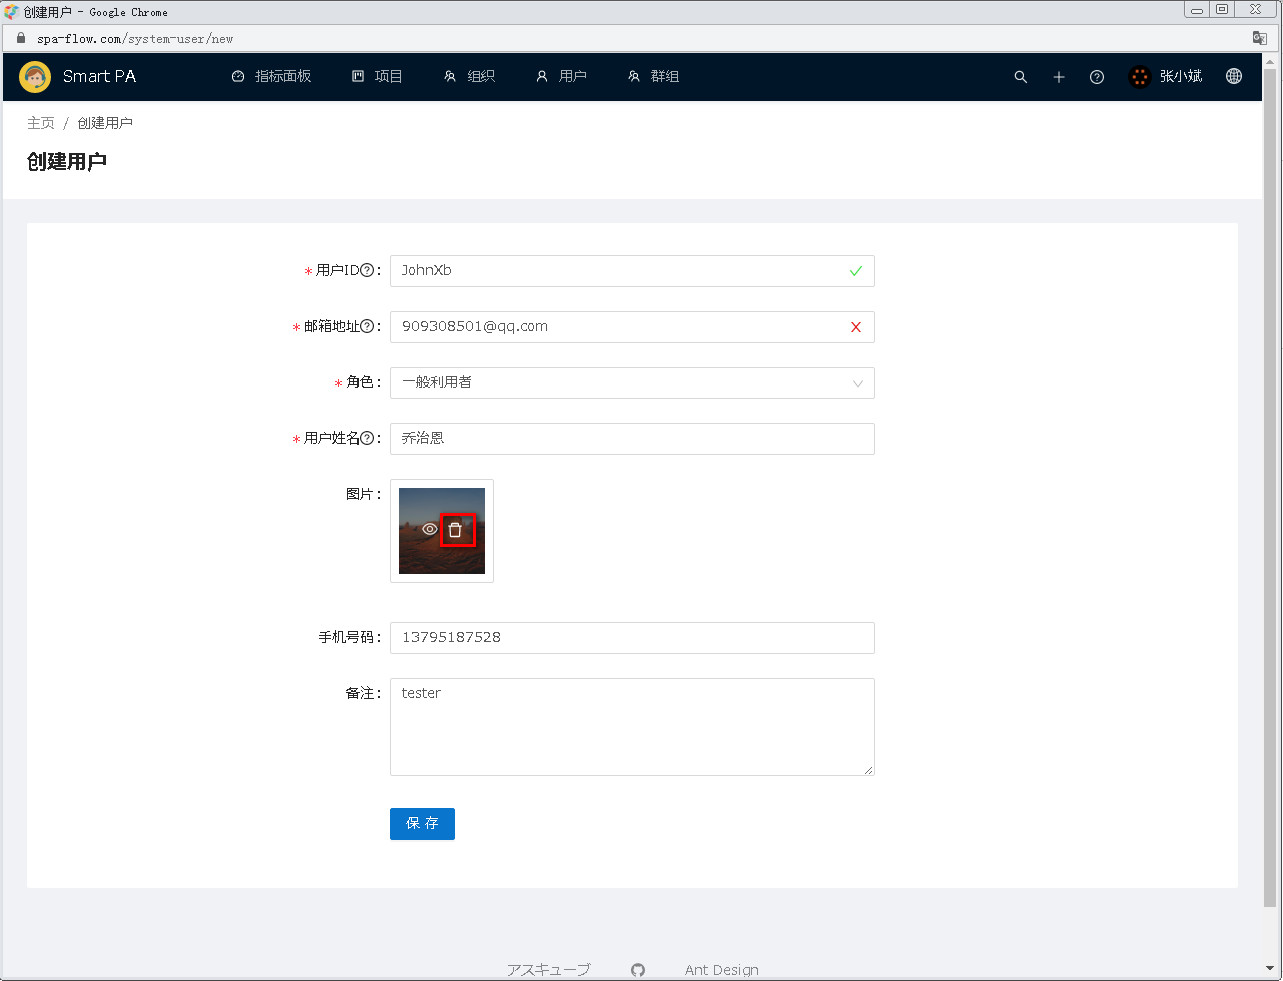 创建用户 - Google Chrome
spa-flow.com/system-user/new
Smart PA 指标面板 项目 组织 用户 群组 张小斌
主页 / 创建用户
创建用户
* 用户ID? : JohnXb
* 邮箱地址? : 909308501@qq.com
* 角色 : 一般利用者
* 用户姓名? : 乔治恩
图片 :
手机号码 : 13795187528
备注 : tester
保 存
アスキューブ Ant Design